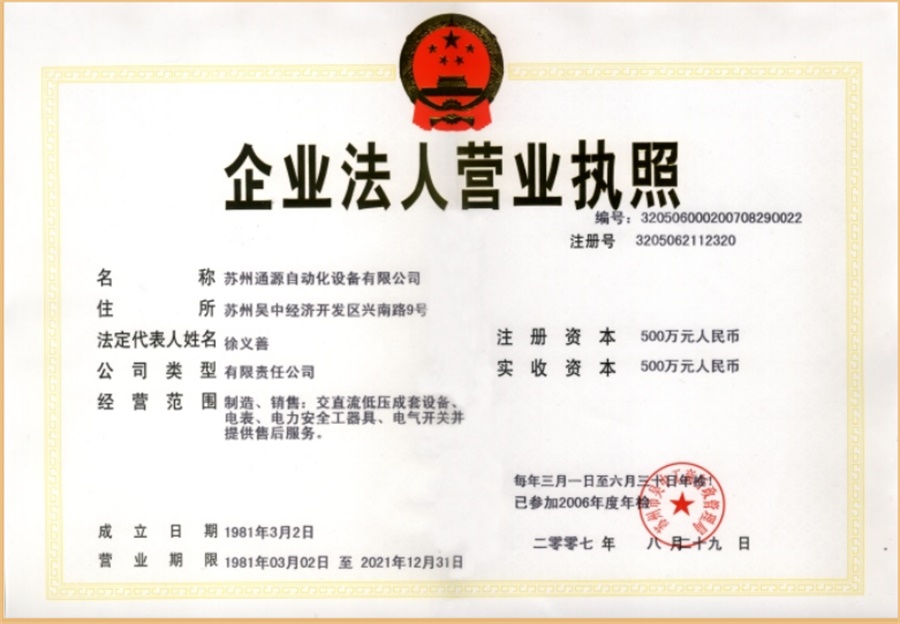 企业法人营业执照
编号：320506000200708290022
注册号 3205062112320
名称 苏州通源自动化设备有限公司
住所 苏州吴中经济开发区兴南路9号
法定代表人姓名 徐义善
注册资本 500万元人民币
公司类型 有限责任公司
实收资本 500万元人民币
经营范围 制造、销售：交直流低压成套设备、
电表、电力安全工器具、电气开关并
提供售后服务。
每年三月一日至六月三十日年检！
已参加2006年度年检
成立日期 1981年3月2日
二零零七年 八月二十九日
营业期限 1981年03月02日 至 2021年12月31日